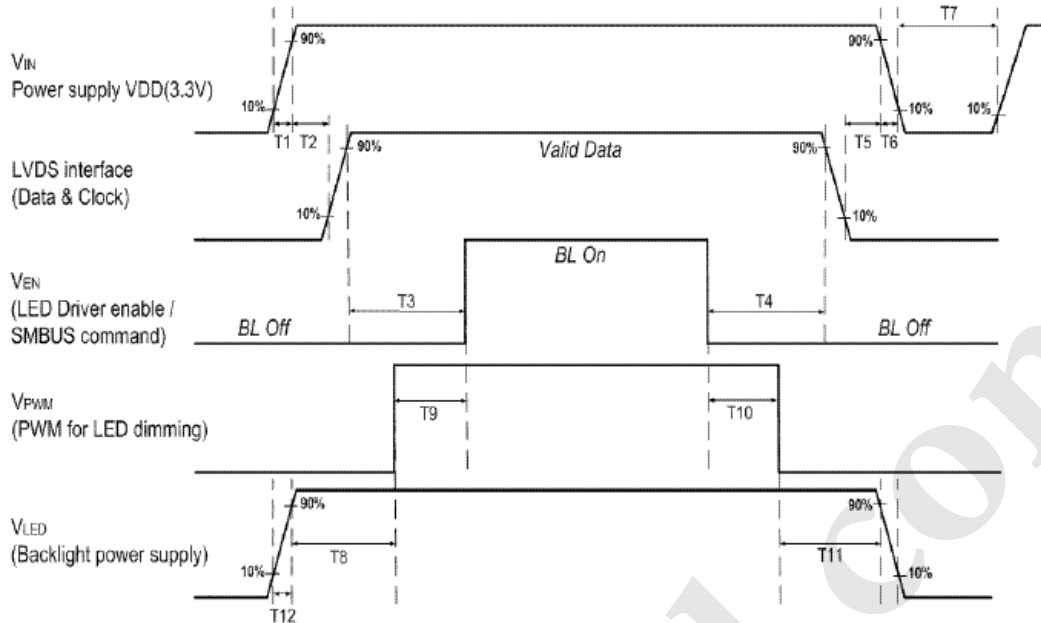 T7
VIN
Power supply VDD(3.3V)
90%
90%
10%
10%
10%
T1
T2
T5
T6
LVDS interface
(Data & Clock)
90%
Valid Data
90%
10%
10%
VEN
(LED Driver enable /
SMBUS command)
BL On
T3
T4
BL Off
BL Off
VPWM
(PWM for LED dimming)
T9
T10
VLED
(Backlight power supply)
90%
90%
T8
T11
10%
10%
T12